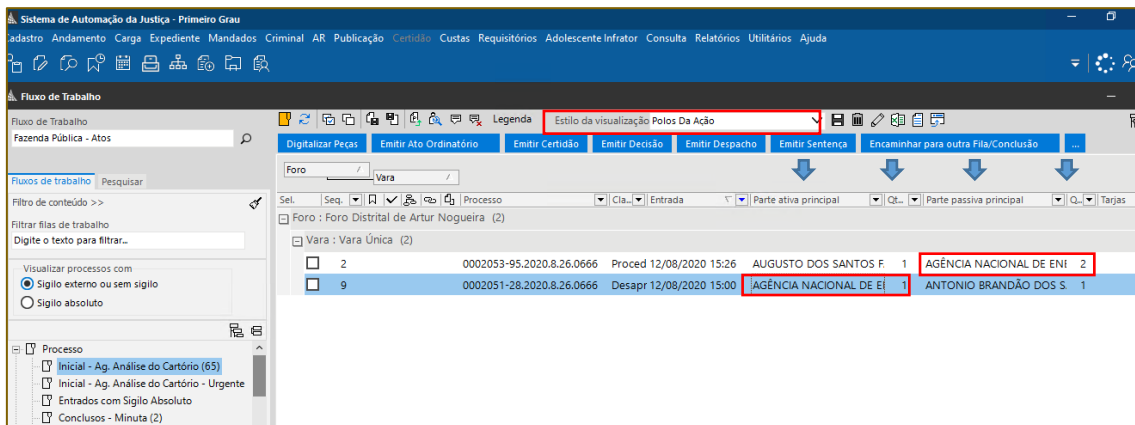 Sistema de Automação da Justiça - Primeiro Grau
adastro Andamento Carga Expediente Mandados Criminal AR Publicação Certidão Custas Requisitórios Adolescente Infrator Consulta Relatórios Utilitários Ajuda
Fluxo de Trabalho
Fluxo de Trabalho
Fazenda Pública - Atos
Legenda Estilo da visualização Polos Da Ação
Digitalizar Peças Emitir Ato Ordinatório Emitir Certidão Emitir Decisão Emitir Despacho Emitir Sentença Encaminhar para outra Fila/Conclusão ...
Foro / Vara /
Fluxos de trabalho Pesquisar
Filtro de conteúdo >>
Sel. Seq. Processo Cla... Entrada Parte ativa principal Qt... Parte passiva principal Q... Tarjas
Foro : Foro Distrital de Artur Nogueira (2)
Filtrar filas de trabalho
Digite o texto para filtrar...
Vara : Vara Única (2)
2 0002053-95.2020.8.26.0666 Proced 12/08/2020 15:26 AUGUSTO DOS SANTOS F. 1 AGÊNCIA NACIONAL DE ENE 2
9 0002051-28.2020.8.26.0666 Desapr 12/08/2020 15:00 AGÊNCIA NACIONAL DE EI 1 ANTONIO BRANDÃO DOS S. 1
Visualizar processos com
Sigilo externo ou sem sigilo
Sigilo absoluto
Processo
Inicial - Ag. Análise do Cartório (65)
Inicial - Ag. Análise do Cartório - Urgente
Entrados com Sigilo Absoluto
Conclusos - Minuta (2)